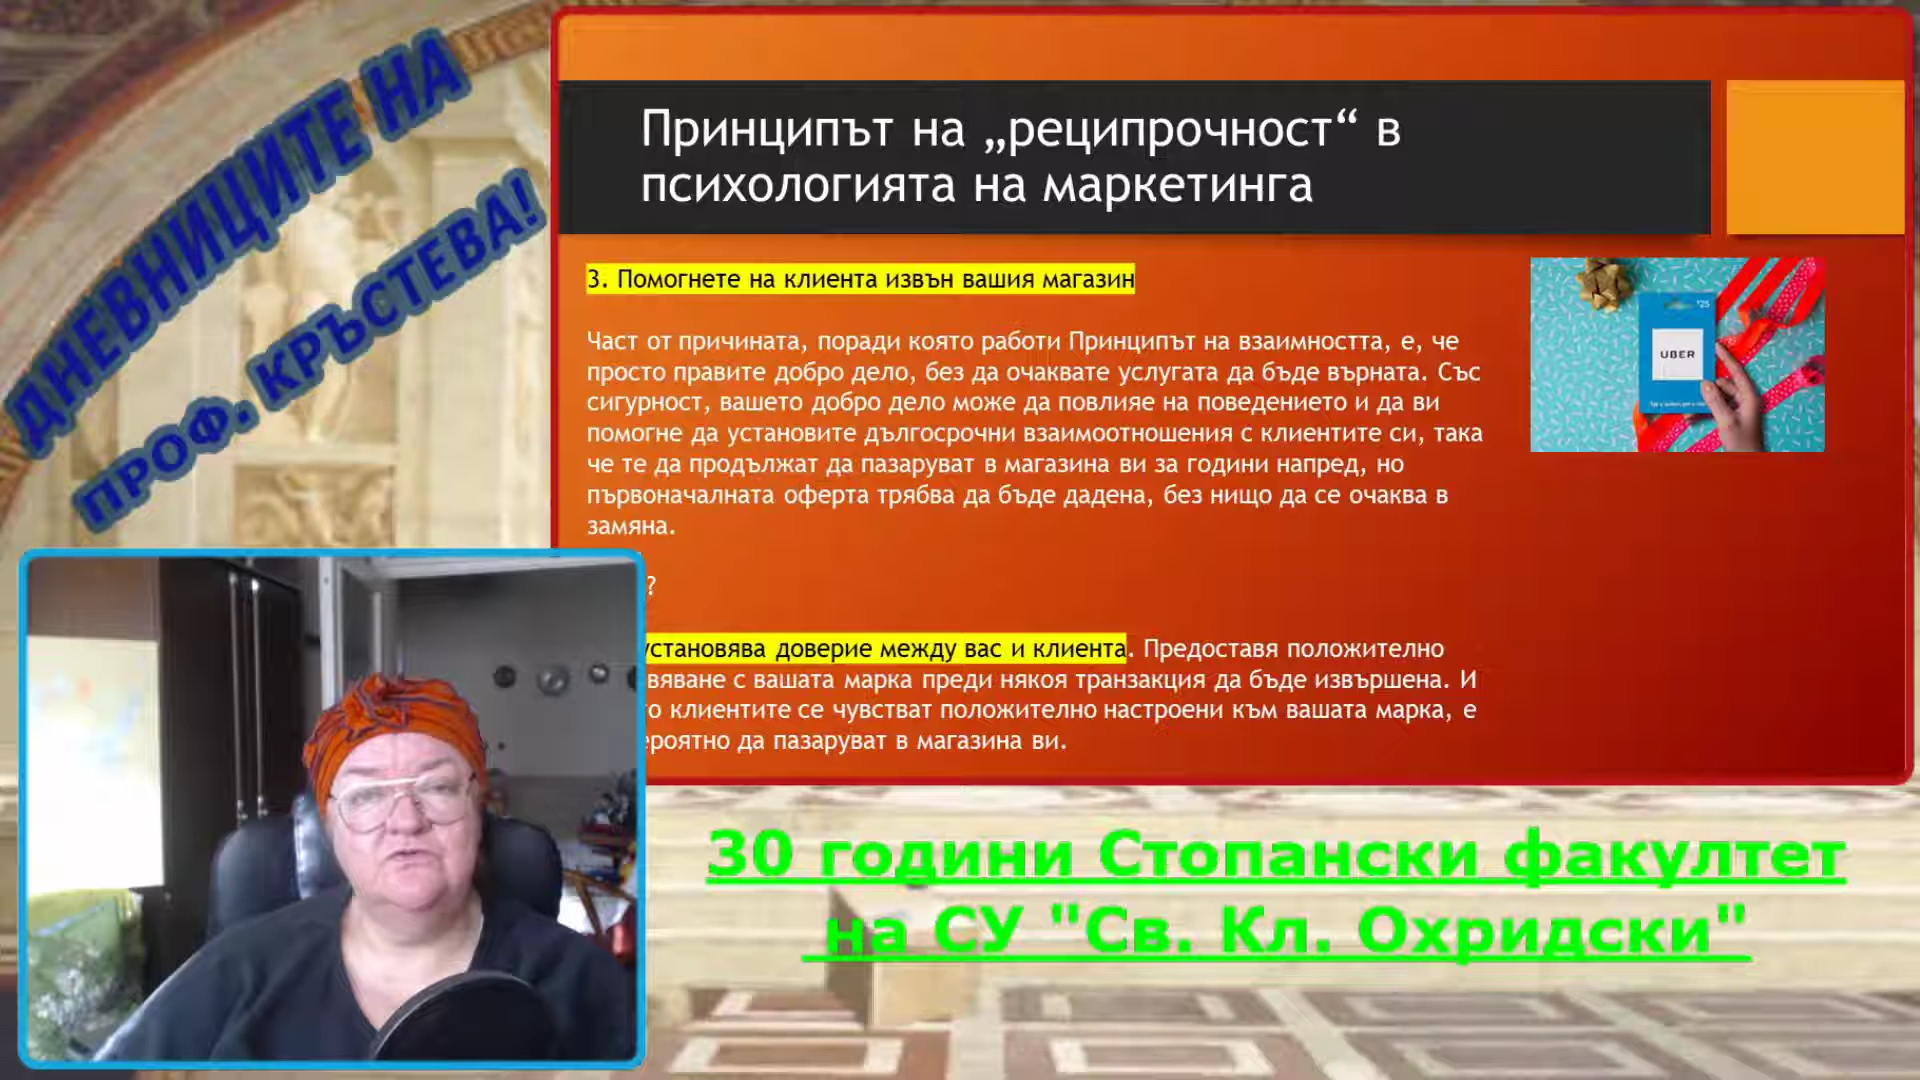 ДНЕВНИЦИТЕ НА
ПРОФ. КРЪСТЕВА!
Принципът на „реципрочност“ в
психологията на маркетинга
3. Помогнете на клиента извън вашия магазин
Част от причината, поради която работи Принципът на взаимността, е, че
просто правите добро дело, без да очаквате услугата да бъде върната. Със
сигурност, вашето добро дело може да повлияе на поведението и да ви
помогне да установите дългосрочни взаимоотношения с клиентите си, така
че те да продължат да пазаруват в магазина ви за години напред, но
първоначалната оферта трябва да бъде дадена, без нищо да се очаква в
замяна.
?
установява доверие между вас и клиента. Предоставя положително
с вашата марка преди някоя транзакция да бъде извършена. И
клиентите се чувстват положително настроени към вашата марка, е
да пазаруват в магазина ви.
$25
UBER
30 години Стопански факултет
на СУ "Св. Кл. Охридски"